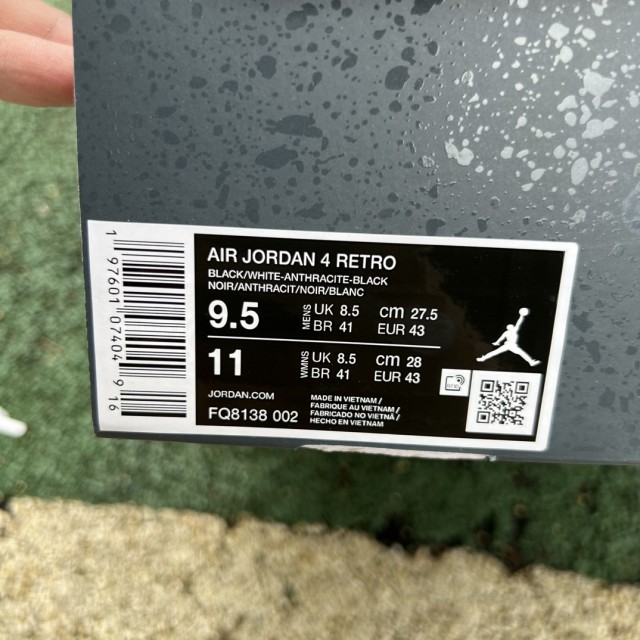 AIR JORDAN 4 RETRO
BLACK/WHITE-ANTHRACITE-BLACK
NOIR/ANTHRACIT/NOIR/BLANC
9.5 MENS UK 8.5 cm 27.5
BR 41 EUR 43
11 WMNS UK 8.5 cm 28
BR 41 EUR 43
JORDAN.COM
FQ8138 002
MADE IN VIETNAM /
FABRIQUE AU VIETNAM /
FABRICADO NO VIETNÃ /
HECHO EN VIETNAM
RFID
1 97601 07404 9 16